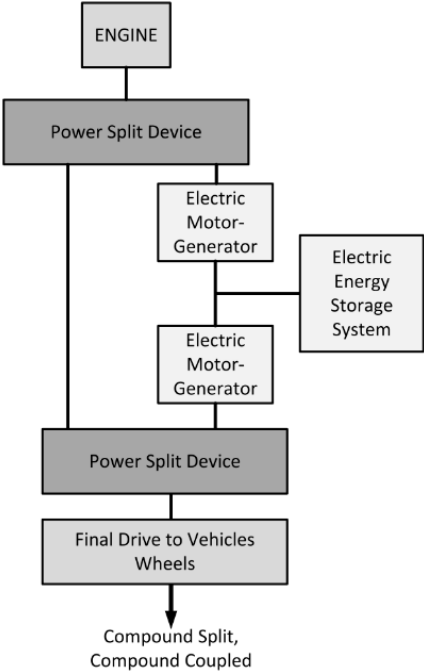 ENGINE
Power Split Device
Electric
Motor-
Generator
Electric
Energy
Storage
System
Electric
Motor-
Generator
Power Split Device
Final Drive to Vehicles
Wheels
Compound Split,
Compound Coupled